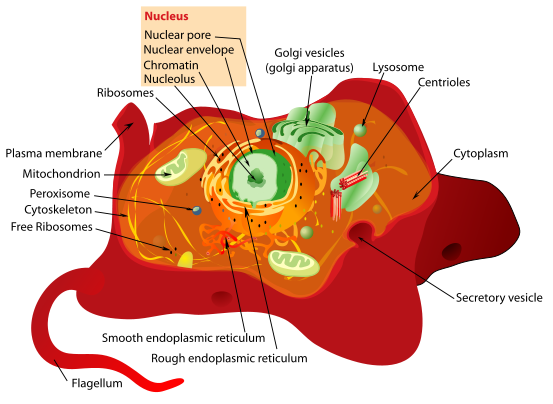 Nucleus
Nuclear pore
Nuclear envelope
Chromatin
Nucleolus
Ribosomes
Golgi vesicles
(golgi apparatus)
Lysosome
Centrioles
Plasma membrane
Mitochondrion
Peroxisome
Cytoskeleton
Free Ribosomes
Cytoplasm
Secretory vesicle
Smooth endoplasmic reticulum
Rough endoplasmic reticulum
Flagellum